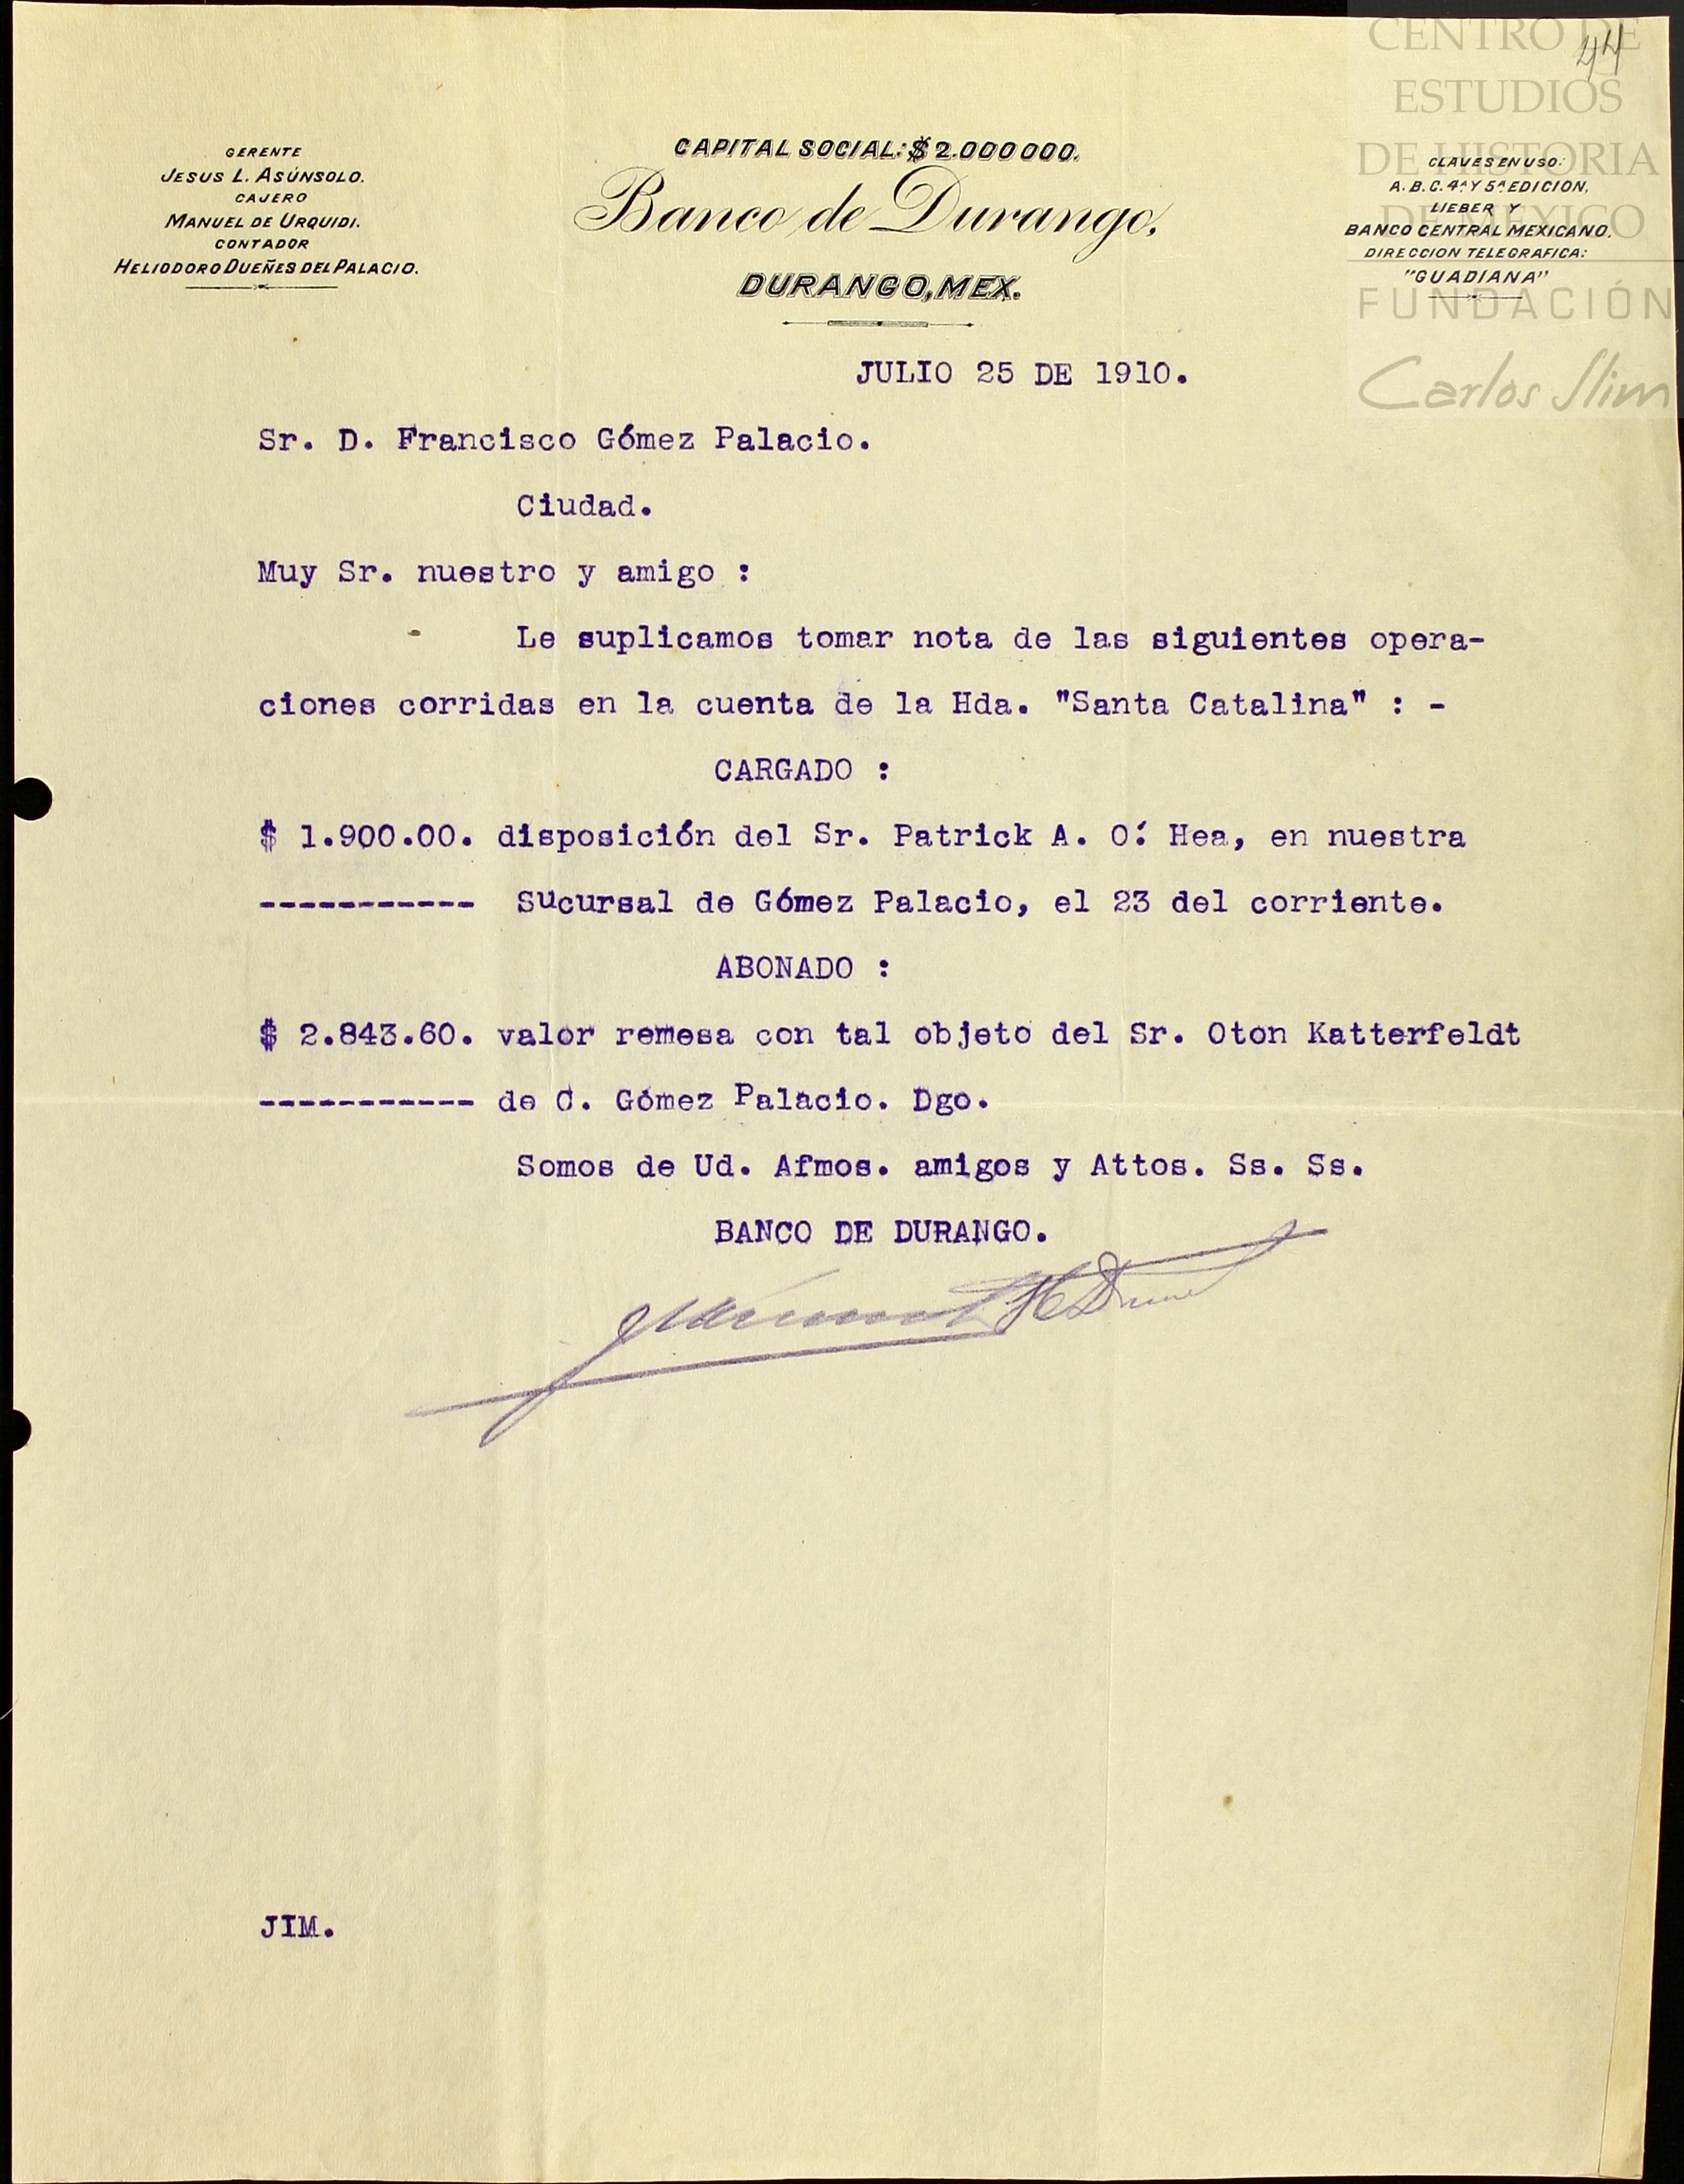 CENTRO DE
ESTUDIOS
DE HISTORIA
DE MÉXICO
FUNDACIÓN
Carlos Slim
44
GERENTE
JESUS L. ASÚNSOLO.
CAJERO
MANUEL DE URQUIDI.
CONTADOR
HELIODORO DUEÑES DEL PALACIO.
CAPITAL SOCIAL: $ 2.000000.
Banco de Durango,
DURANGO, MEX.
CLAVES EN USO:
A.B.C. 4ª Y 5ª EDICION,
LIEBER Y
BANCO CENTRAL MEXICANO.
DIRECCION TELEGRAFICA:
"GUADIANA"
JULIO 25 DE 1910.
Sr. D. Francisco Gómez Palacio.
Ciudad.
Muy Sr. nuestro y amigo :
Le suplicamos tomar nota de las siguientes opera-
ciones corridas en la cuenta de la Hda. "Santa Catalina" : -
CARGADO :
$ 1.900.00. disposición del Sr. Patrick A. O.́ Hea, en nuestra
----------- Sucursal de Gómez Palacio, el 23 del corriente.
ABONADO :
$ 2.843.60. valor remesa con tal objeto del Sr. Oton Katterfeldt
----------- de C. Gómez Palacio. Dgo.
Somos de Ud. Afmos. amigos y Attos. Ss. Ss.
BANCO DE DURANGO.
JIM.